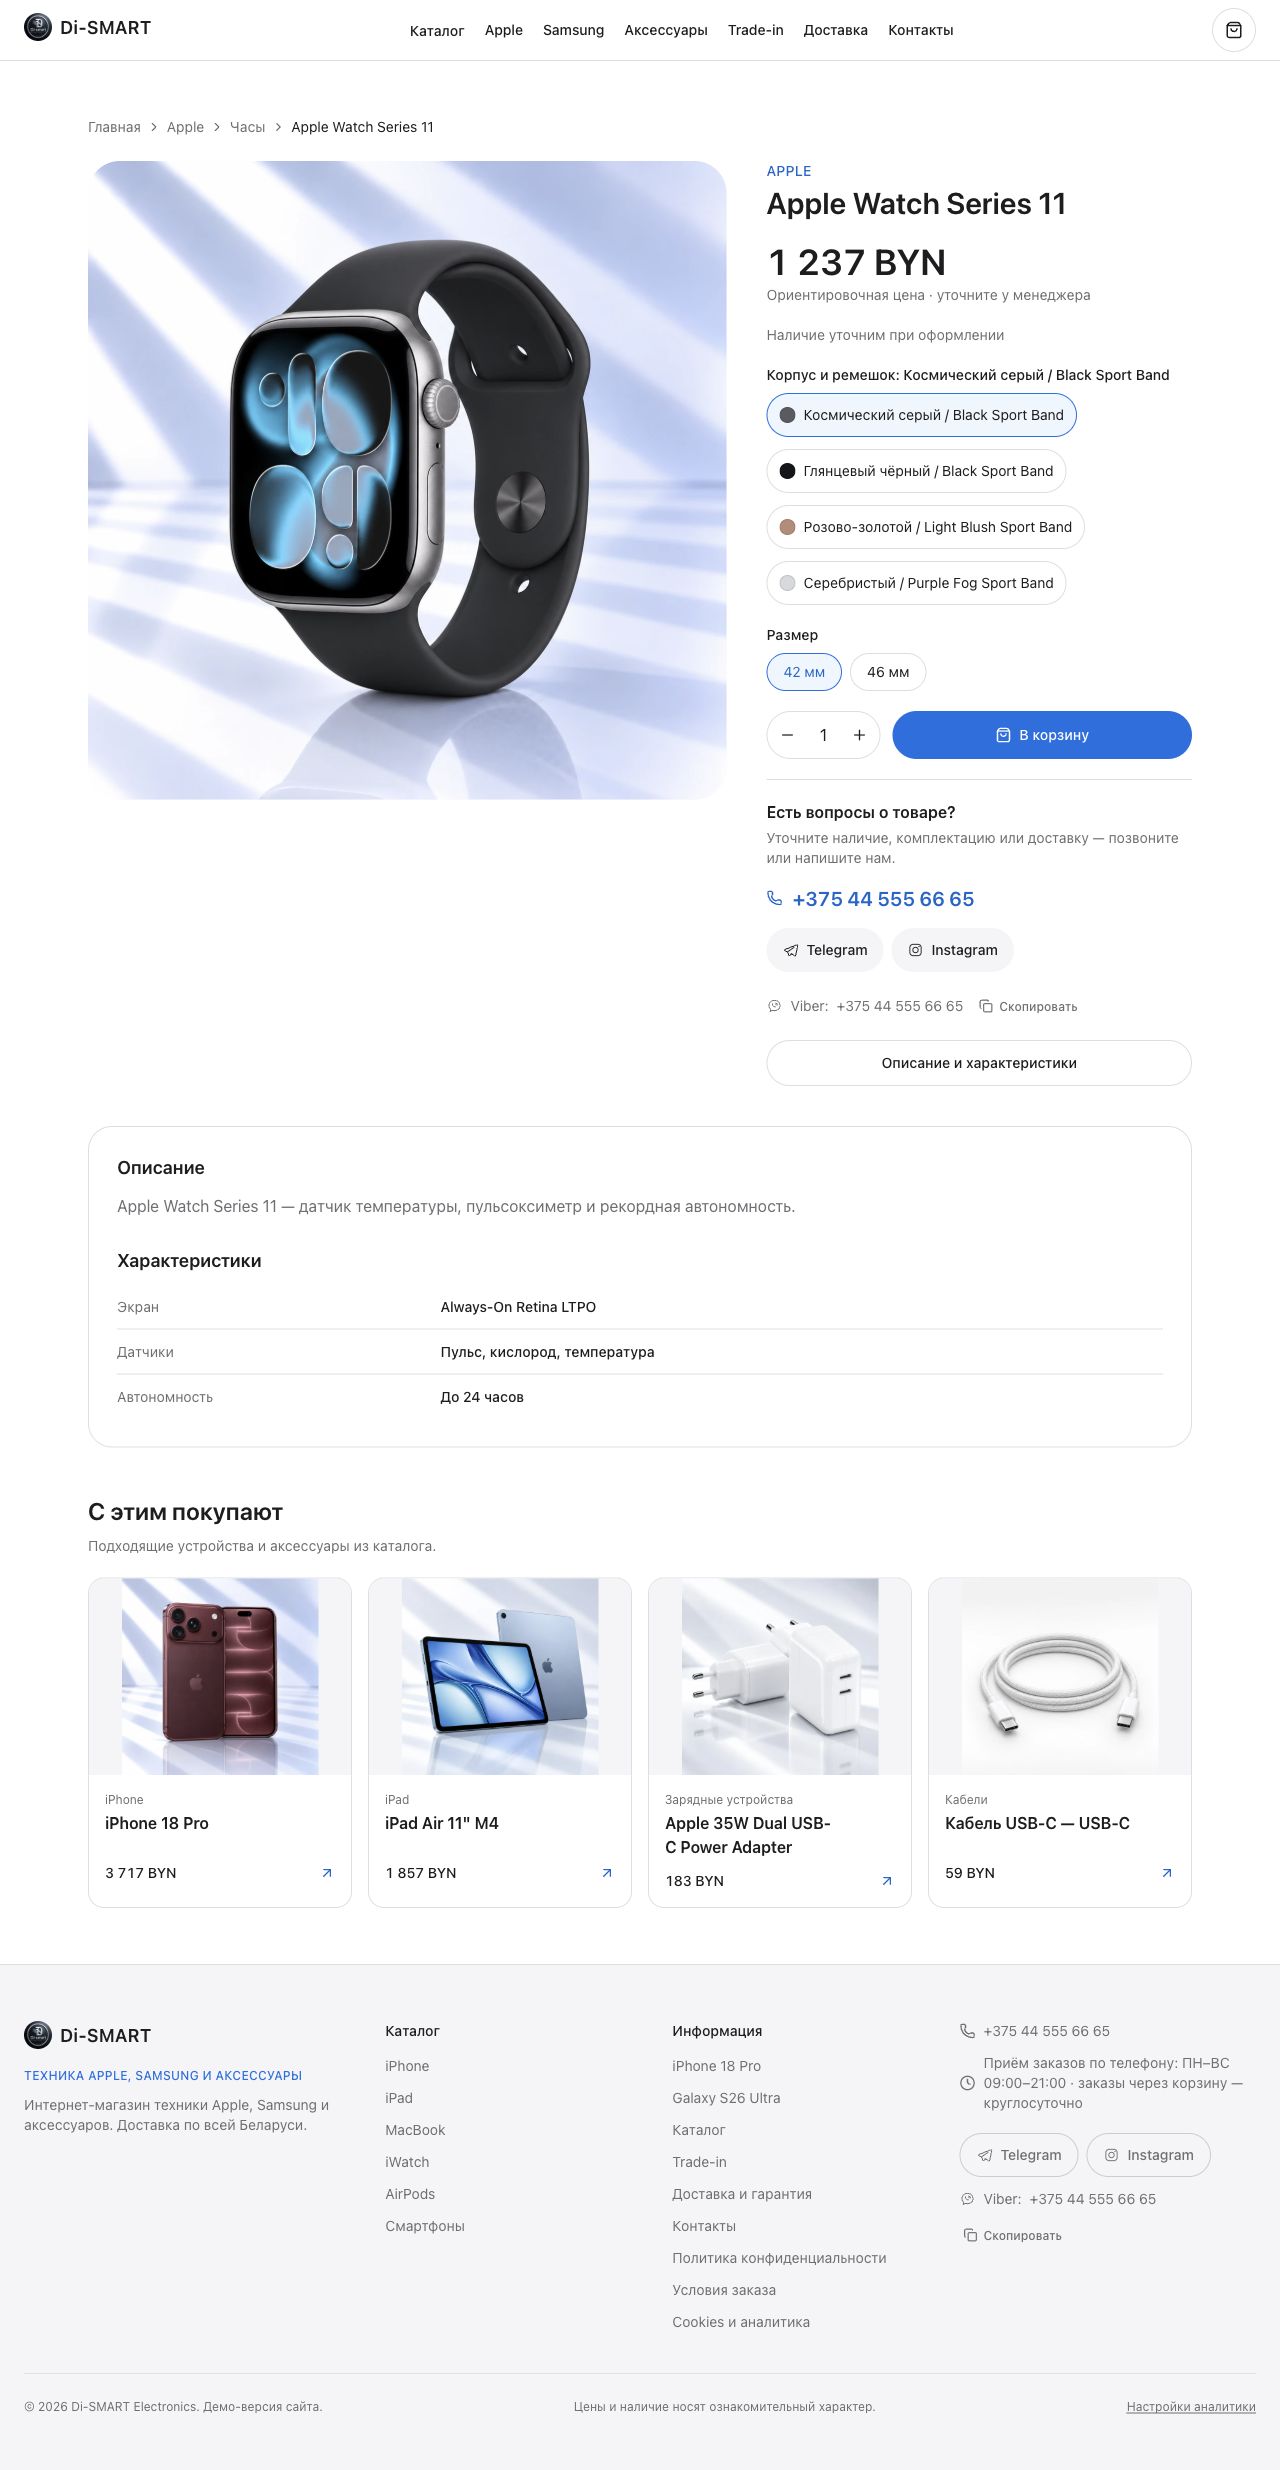 Di-SMART
Каталог
Apple
Samsung
Аксессуары
Trade-in
Доставка
Контакты
Главная
Apple
Часы
Apple Watch Series 11
APPLE
Apple Watch Series 11
1 237 BYN
Ориентировочная цена · уточните у менеджера
Наличие уточним при оформлении
Корпус и ремешок: Космический серый / Black Sport Band
Космический серый / Black Sport Band
Глянцевый чёрный / Black Sport Band
Розово-золотой / Light Blush Sport Band
Серебристый / Purple Fog Sport Band
Размер
42 мм
46 мм
1
В корзину
Есть вопросы о товаре?
Уточните наличие, комплектацию или доставку — позвоните
или напишите нам.
+375 44 555 66 65
Telegram
Instagram
Viber: +375 44 555 66 65
Скопировать
Описание и характеристики
Описание
Apple Watch Series 11 — датчик температуры, пульсоксиметр и рекордная автономность.
Характеристики
Экран
Always-On Retina LTPO
Датчики
Пульс, кислород, температура
Автономность
До 24 часов
С этим покупают
Подходящие устройства и аксессуары из каталога.
iPhone
iPhone 18 Pro
3 717 BYN
iPad
iPad Air 11" M4
1 857 BYN
Зарядные устройства
Apple 35W Dual USB-
C Power Adapter
183 BYN
Кабели
Кабель USB-C — USB-C
59 BYN
Di-SMART
ТЕХНИКА APPLE, SAMSUNG И АКСЕССУАРЫ
Интернет-магазин техники Apple, Samsung и
аксессуаров. Доставка по всей Беларуси.
Каталог
iPhone
iPad
MacBook
iWatch
AirPods
Смартфоны
Информация
iPhone 18 Pro
Galaxy S26 Ultra
Каталог
Trade-in
Доставка и гарантия
Контакты
Политика конфиденциальности
Условия заказа
Cookies и аналитика
+375 44 555 66 65
Приём заказов по телефону: ПН–ВС
09:00–21:00 · заказы через корзину —
круглосуточно
Telegram
Instagram
Viber: +375 44 555 66 65
Скопировать
© 2026 Di-SMART Electronics. Демо-версия сайта.
Цены и наличие носят ознакомительный характер.
Настройки аналитики